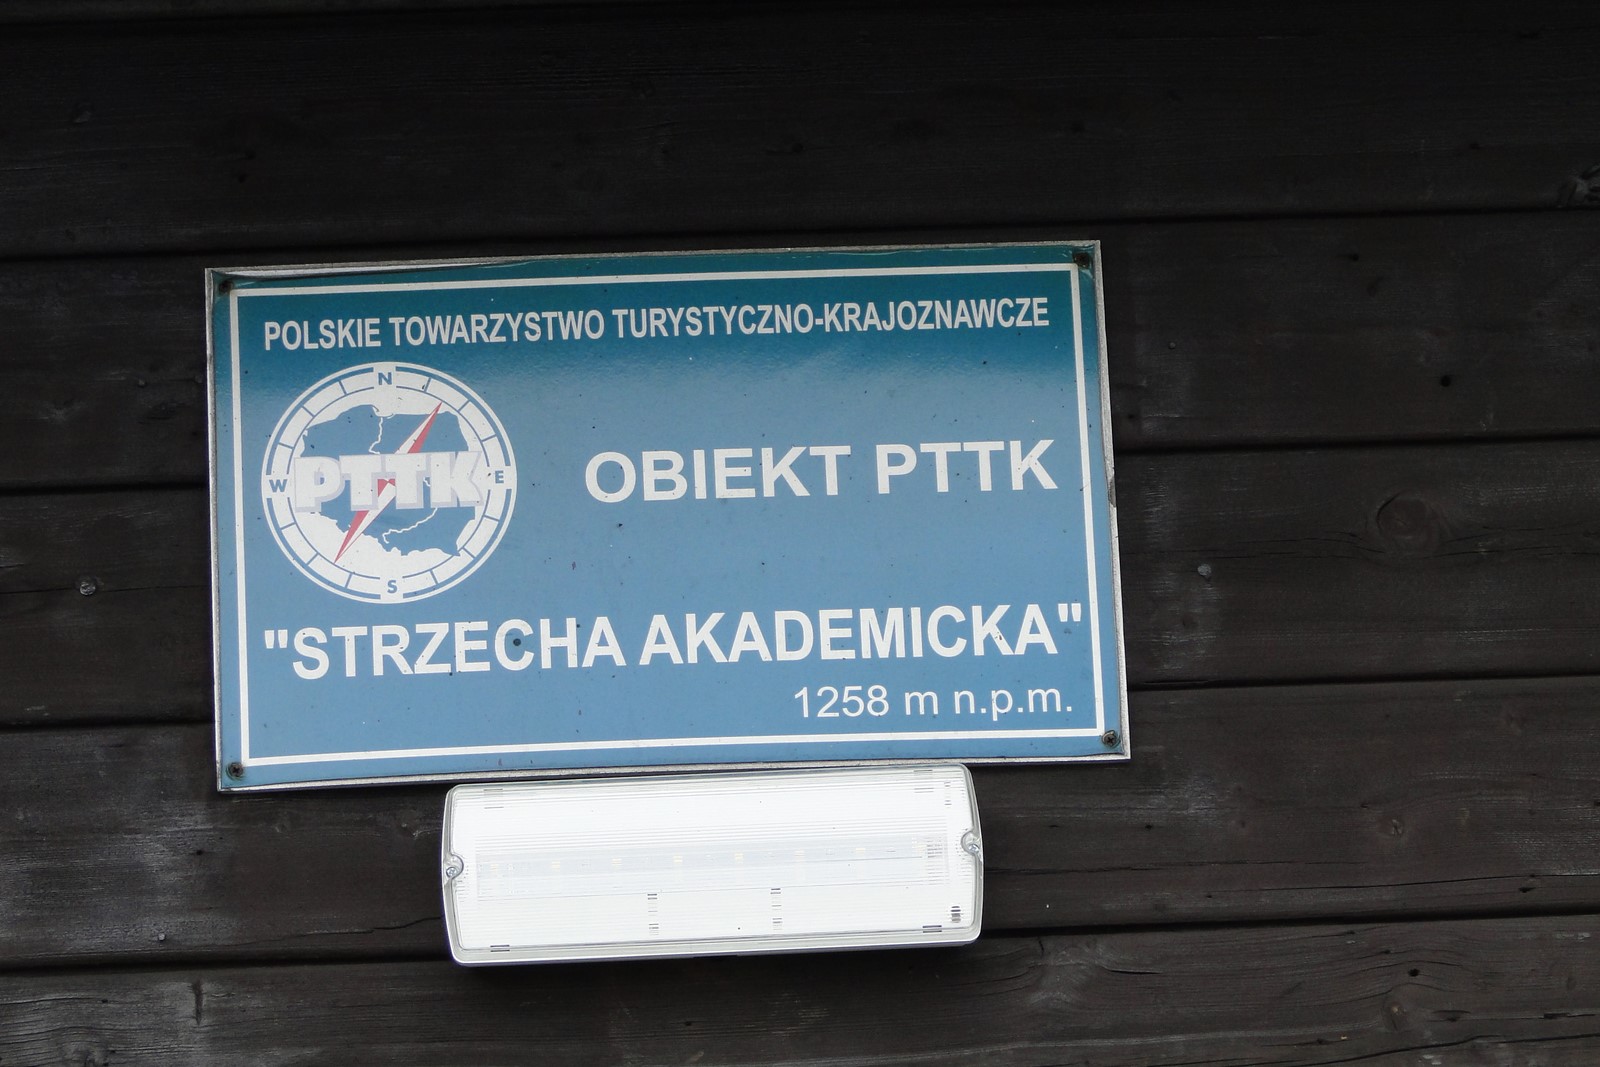 POLSKIE TOWARZYSTWO TURYSTYCZNO-KRAJOZNAWCZE
N
W PTTK E
S
OBIEKT PTTK
"STRZECHA AKADEMICKA"
1258 m n.p.m.